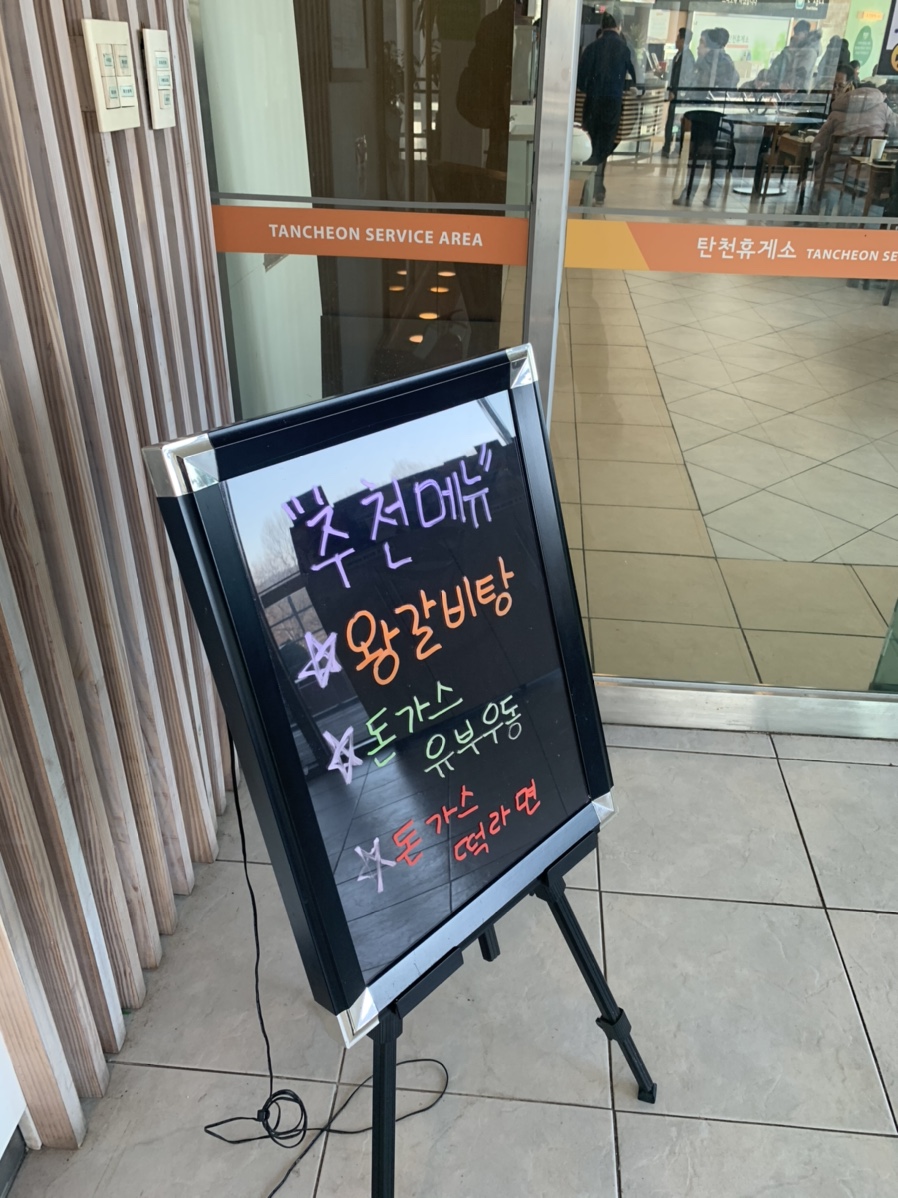 TANCHEON SERVICE AREA
탄천휴게소 TANCHEON SE
"추천메뉴"
☆왕갈비탕
☆돈가스
유부우동
☆돈가스
떡라면